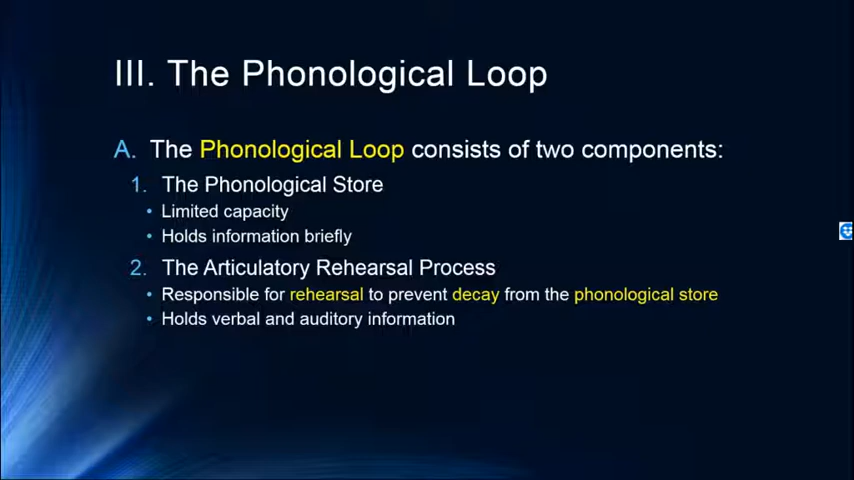 III. The Phonological Loop
A. The Phonological Loop consists of two components:
1. The Phonological Store
• Limited capacity
• Holds information briefly
2. The Articulatory Rehearsal Process
• Responsible for rehearsal to prevent decay from the phonological store
• Holds verbal and auditory information